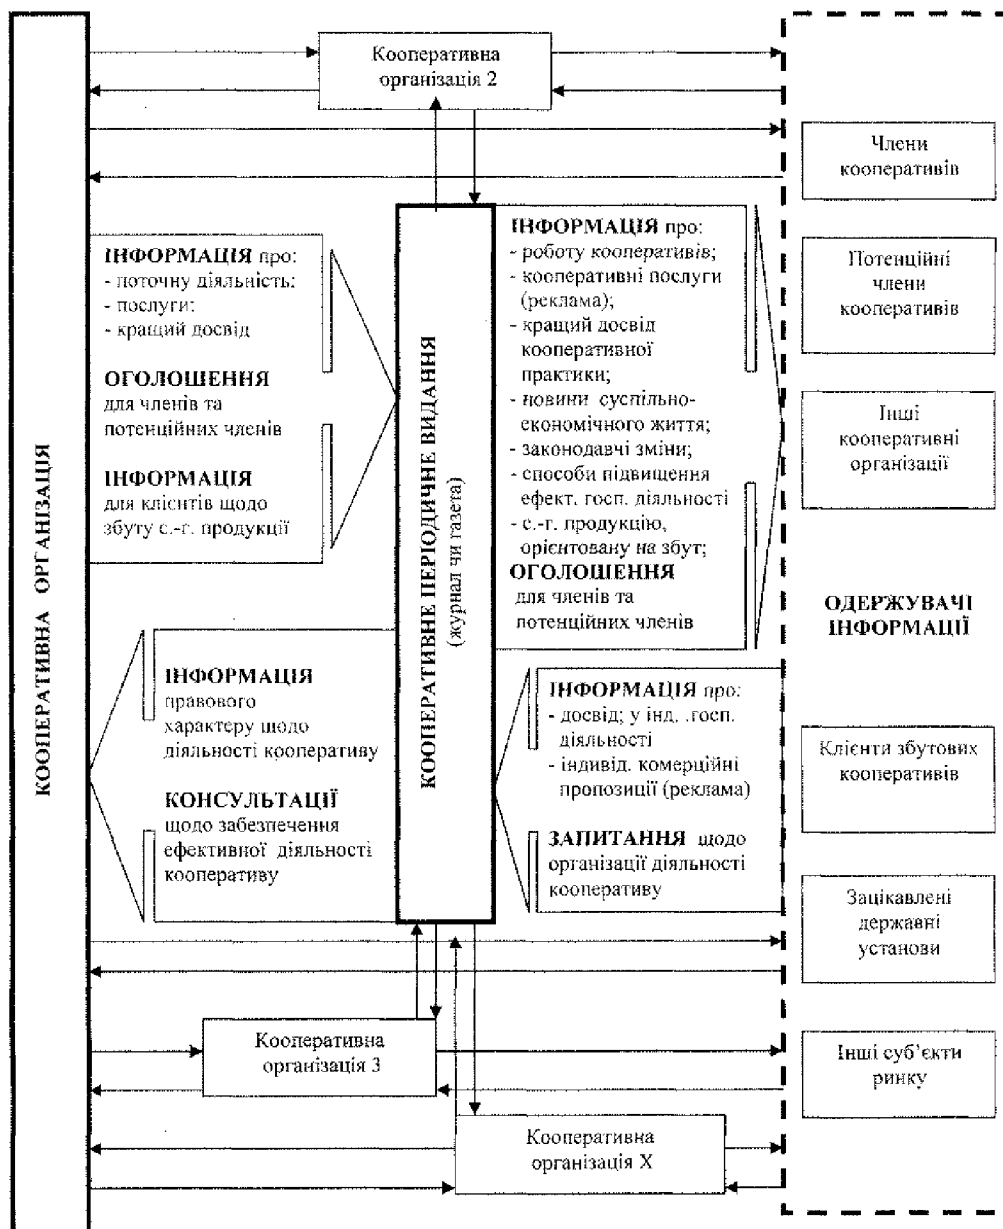 Кооперативна
організація 2
КООПЕРАТИВНА ОРГАНІЗАЦІЯ
ІНФОРМАЦІЯ про:
- поточну діяльність;
- послуги;
- кращий досвід
ОГОЛОШЕННЯ
для членів та
потенційних членів
ІНФОРМАЦІЯ
для клієнтів щодо
збуту с.-г. продукції
ІНФОРМАЦІЯ
правового
характеру щодо
діяльності кооперативу
КОНСУЛЬТАЦІЇ
щодо забезпечення
ефективної діяльності
кооперативу
КООПЕРАТИВНЕ ПЕРІОДИЧНЕ ВИДАННЯ
(журнал чи газета)
ІНФОРМАЦІЯ про:
- роботу кооперативів;
- кооперативні послуги
(реклама);
- кращий досвід
кооперативної
практики;
- новини суспільно-
економічного життя;
- законодавчі зміни;
- способи підвищення
ефект. госп. діяльності
- с.-г. продукцію,
орієнтовану на збут;
ОГОЛОШЕННЯ
для членів та
потенційних членів
ІНФОРМАЦІЯ про:
- досвід; у інд. .госп.
діяльності
- індивід. комерційні
пропозиції (реклама)
ЗАПИТАННЯ щодо
організації діяльності
кооперативу
Члени
кооперативів
Потенційні
члени
кооперативів
Інші
кооперативні
організації
ОДЕРЖУВАЧІ
ІНФОРМАЦІЇ
Клієнти збутових
кооперативів
Зацікавлені
державні
установи
Інші суб’єкти
ринку
Кооперативна
організація 3
Кооперативна
організація Х